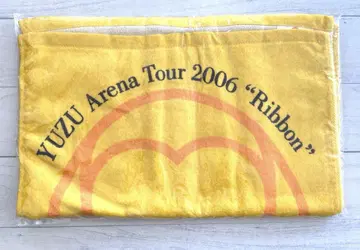 YUZU Arena Tour 2006 “Ribbon”